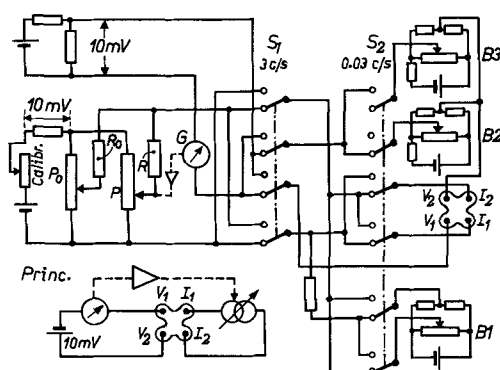 10mV
S₁
3 c/s
S₂
0.03 c/s
B3
10mV
R₀
G
B2
Calibr.
P₀
R
P
V₂ I₂
V₁ I₁
Princ.
V₁ I₁
V₂ I₂
10mV
B1